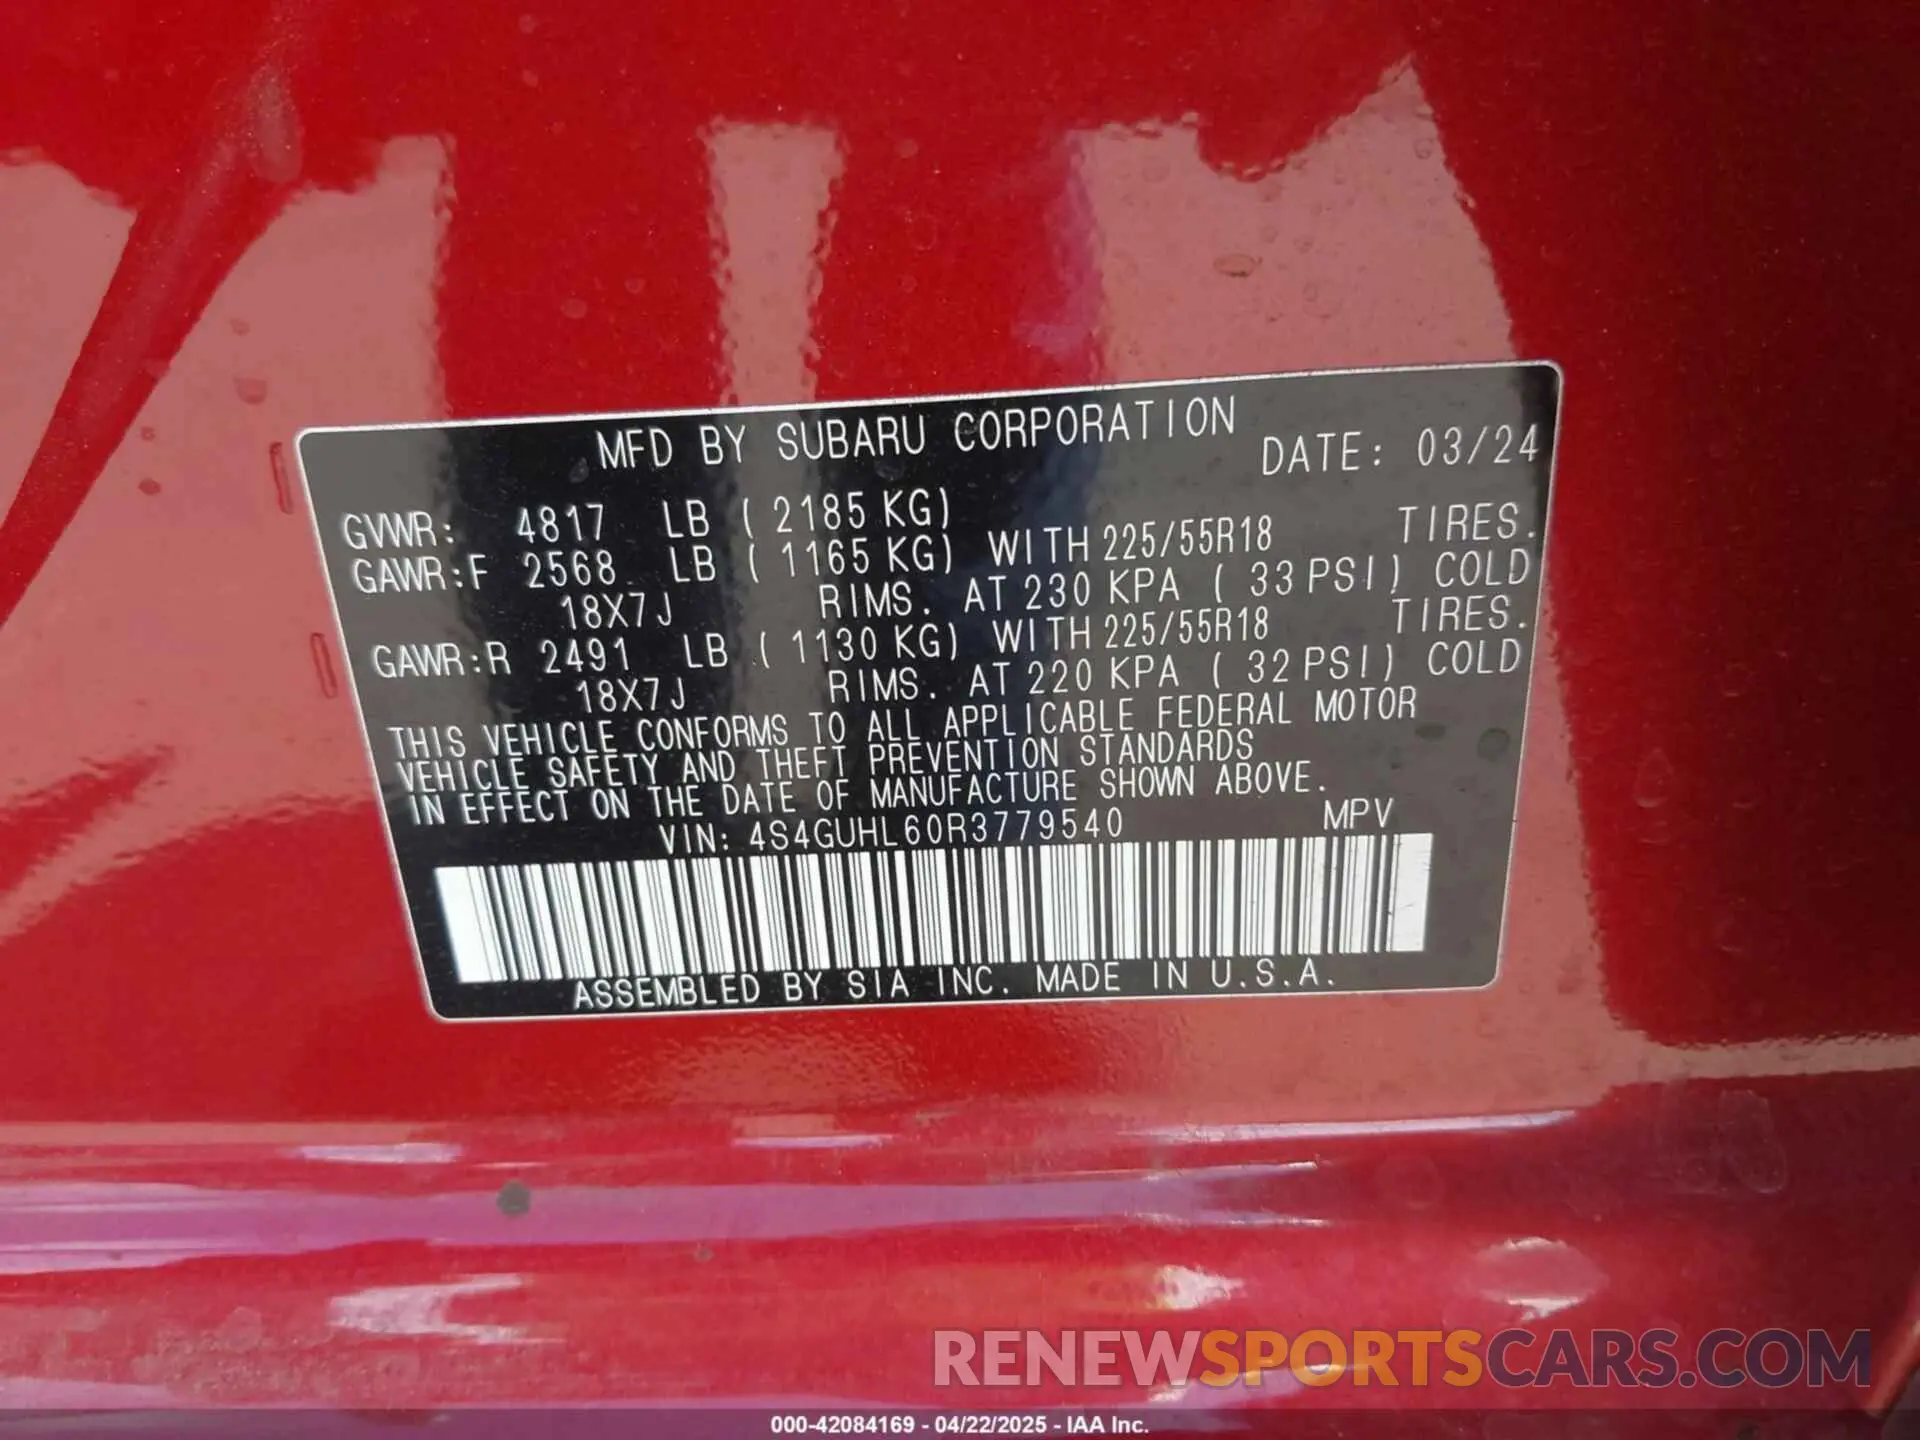 MFD BY SUBARU CORPORATION DATE: 03/24
GVWR: 4817 LB ( 2185 KG)
GAWR:F 2568 LB ( 1165 KG) WITH 225/55R18 TIRES.
18X7J RIMS. AT 230 KPA ( 33 PSI) COLD
GAWR:R 2491 LB ( 1130 KG) WITH 225/55R18 TIRES.
18X7J RIMS. AT 220 KPA ( 32 PSI) COLD
THIS VEHICLE CONFORMS TO ALL APPLICABLE FEDERAL MOTOR
VEHICLE SAFETY AND THEFT PREVENTION STANDARDS
IN EFFECT ON THE DATE OF MANUFACTURE SHOWN ABOVE.
VIN: 4S4GUHL60R3779540 MPV
ASSEMBLED BY SIA INC. MADE IN U.S.A.
RENEWSPORTSCARS.COM
000-42084169 - 04/22/2025 - IAA Inc.